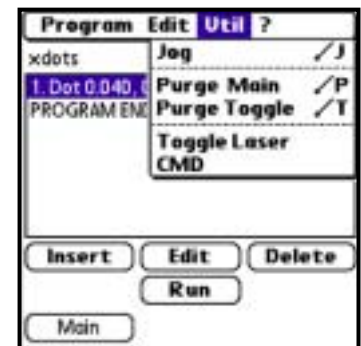 Program Edit Util ?
xdots
Jog /J
1. Dot 0.040, 0
Purge Main /P
PROGRAM END
Purge Toggle /T
Toggle Laser
CMD
Insert Edit Delete
Run
Main